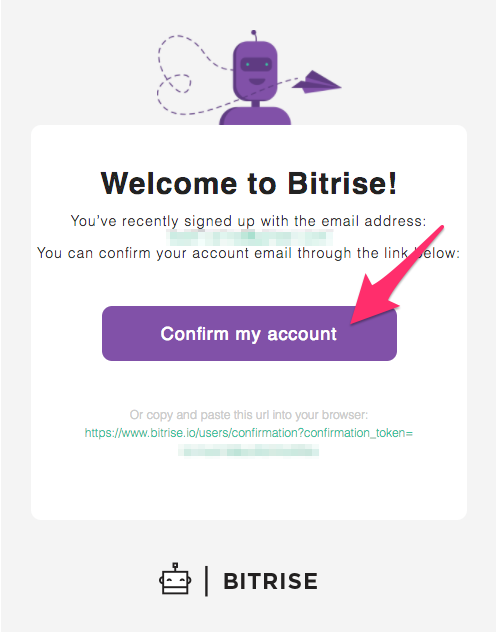 Welcome to Bitrise!
You've recently signed up with the email address:
You can confirm your account email through the link below:
Confirm my account
Or copy and paste this url into your browser:
https://www.bitrise.io/users/confirmation?confirmation_token=
BITRISE